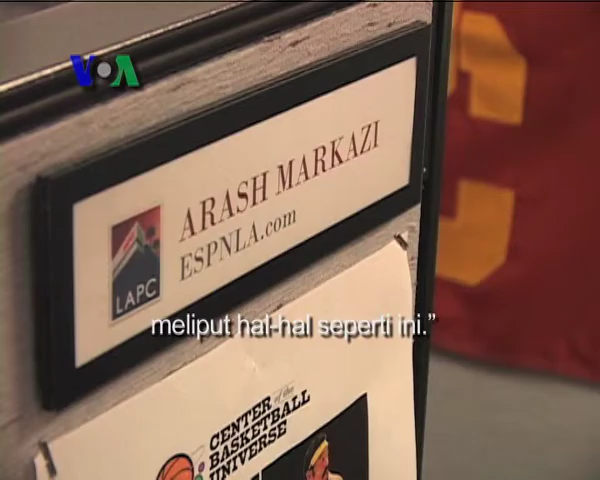 VOA
ARASH MARKAZI
ESPNLA.com
LAPC
meliput hal-hal seperti ini.”
CENTER of the
BASKETBALL
UNIVERSE